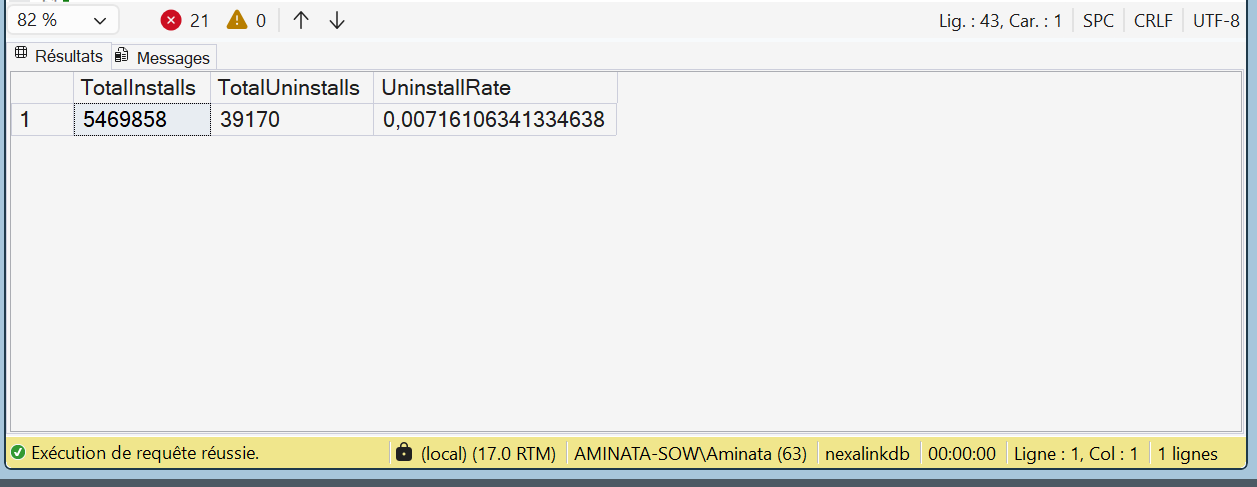 82 % 21 0 Lig. : 43, Car. : 1 SPC CRLF UTF-8
Résultats Messages
TotalInstalls TotalUninstalls UninstallRate
1 5469858 39170 0,00716106341334638
Exécution de requête réussie. (local) (17.0 RTM) AMINATA-SOW\Aminata (63) nexalinkdb 00:00:00 Ligne : 1, Col : 1 1 lignes